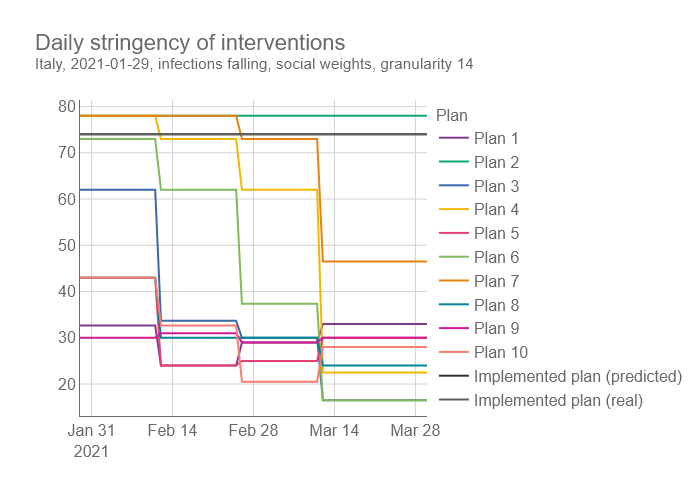 Daily stringency of interventions
Italy, 2021-01-29, infections falling, social weights, granularity 14
80
70
60
50
40
30
20
Jan 31
2021
Feb 14
Feb 28
Mar 14
Mar 28
Plan
Plan 1
Plan 2
Plan 3
Plan 4
Plan 5
Plan 6
Plan 7
Plan 8
Plan 9
Plan 10
Implemented plan (predicted)
Implemented plan (real)